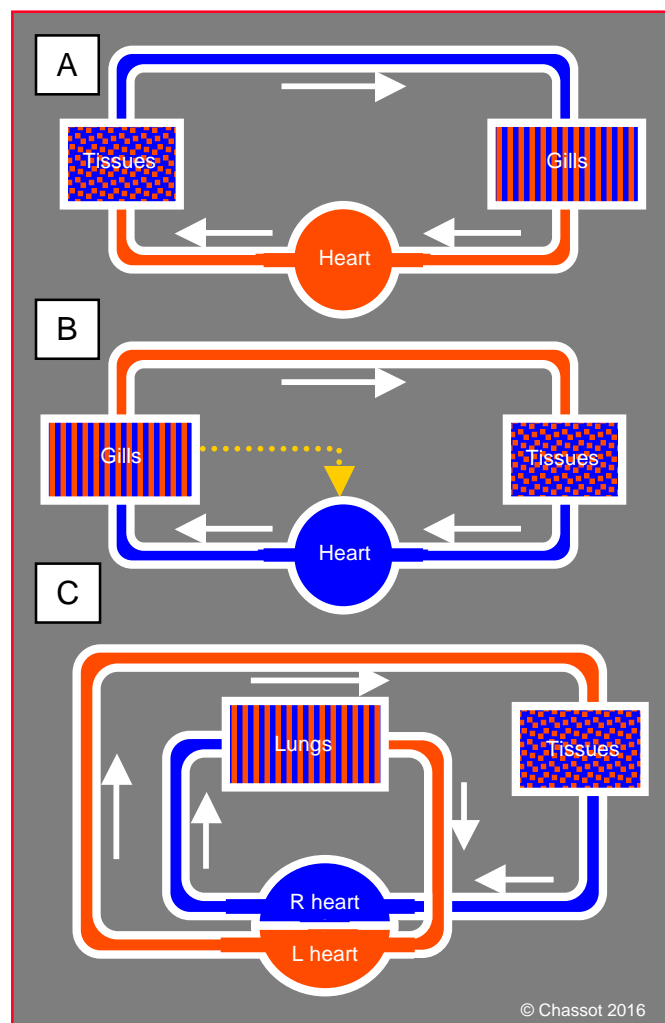 A
Tissues
Gills
Heart
B
Gills
Tissues
Heart
C
Lungs
Tissues
R heart
L heart
© Chassot 2016